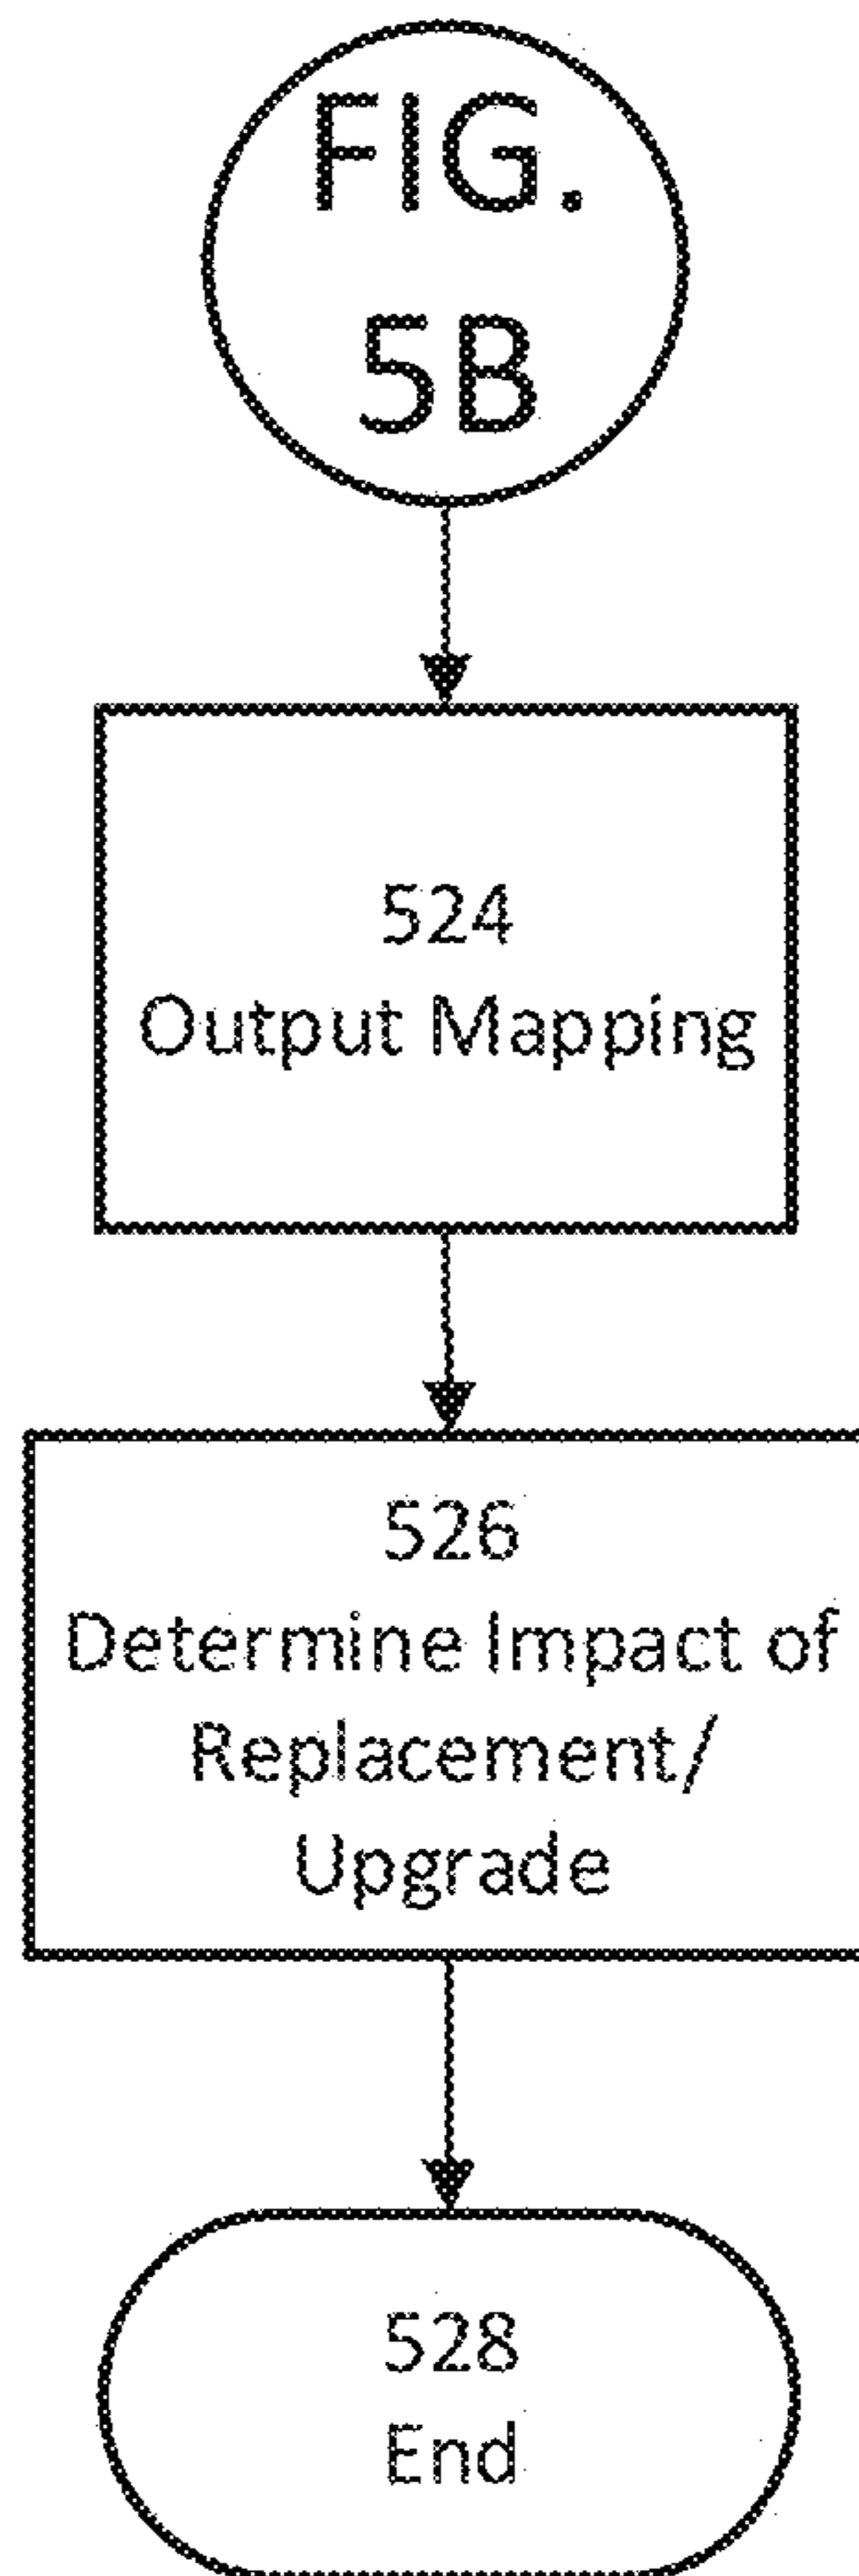 FIG.
5B
524
Output Mapping
526
Determine Impact of
Replacement/
Upgrade
528
End